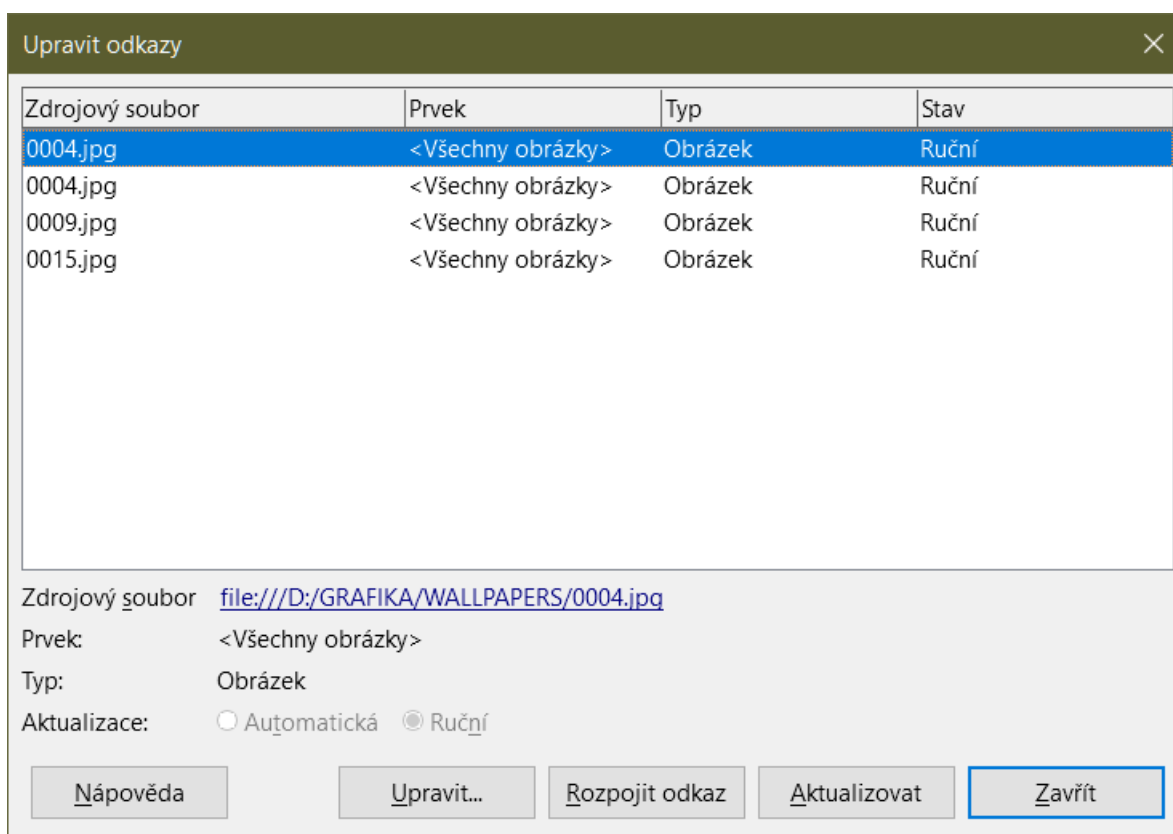 Upravit odkazy
Zdrojový soubor Prvek Typ Stav
0004.jpg <Všechny obrázky> Obrázek Ruční
0004.jpg <Všechny obrázky> Obrázek Ruční
0009.jpg <Všechny obrázky> Obrázek Ruční
0015.jpg <Všechny obrázky> Obrázek Ruční
Zdrojový soubor file:///D:/GRAFIKA/WALLPAPERS/0004.jpg
Prvek: <Všechny obrázky>
Typ: Obrázek
Aktualizace: Automatická Ruční
Nápověda Upravit... Rozpojit odkaz Aktualizovat Zavřít